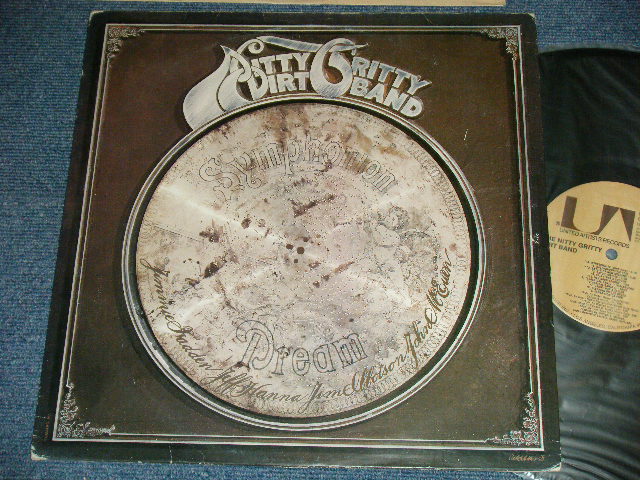 NITTY GRITTY
DIRT BAND
Symphonion
Dream
Jimmie Fadden Jeff Hanna Jim Ibbotson John McEuen
UA
UNITED ARTISTS RECORDS
THE NITTY GRITTY
DIRT BAND